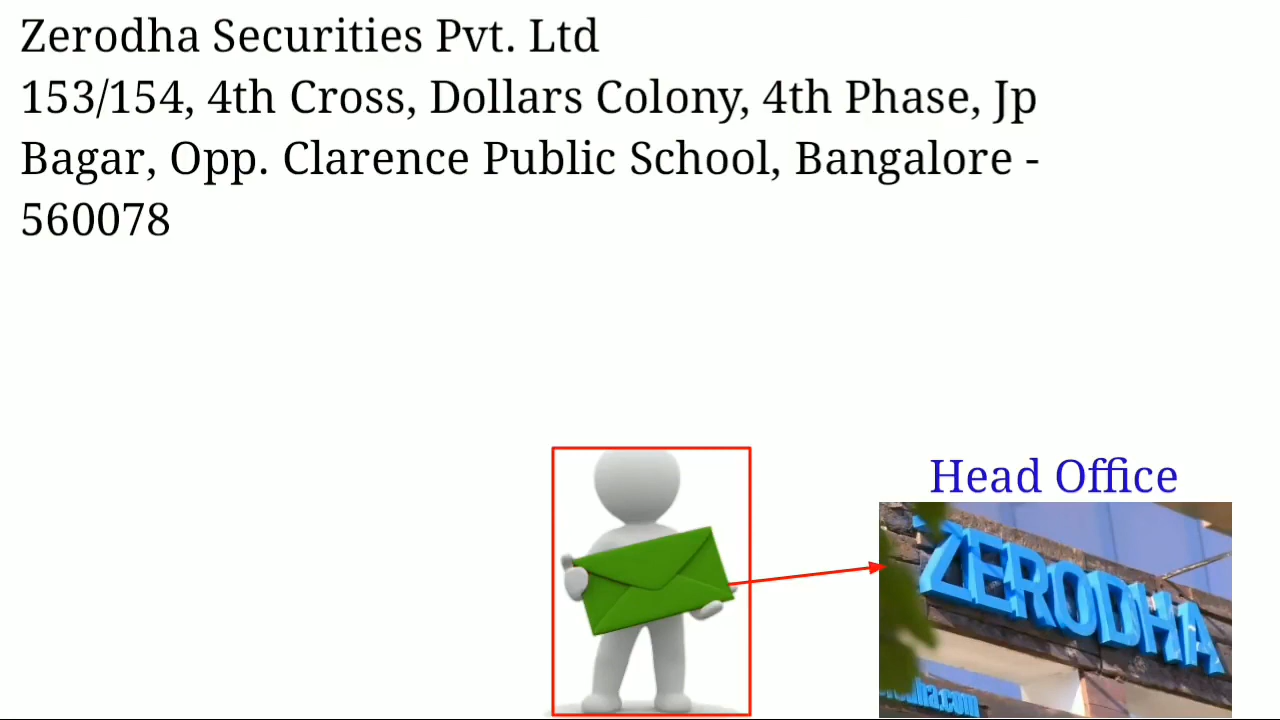 Zerodha Securities Pvt. Ltd
153/154, 4th Cross, Dollars Colony, 4th Phase, Jp
Bagar, Opp. Clarence Public School, Bangalore -
560078
Head Office
ZERODHA